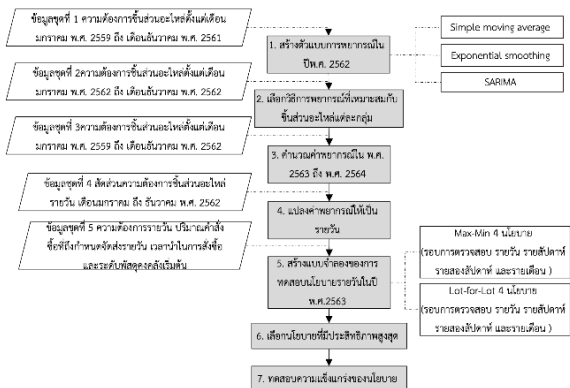 ข้อมูลชุดที่ 1 ความต้องการชิ้นส่วนอะไหล่ตั้งแต่เดือน
มกราคม พ.ศ. 2559 ถึง เดือนธันวาคม พ.ศ. 2561
1. สร้างตัวแบบการพยากรณ์ใน
ปีพ.ศ. 2562
Simple moving average
Exponential smoothing
SARIMA
ข้อมูลชุดที่ 2ความต้องการชิ้นส่วนอะไหล่ตั้งแต่เดือน
มกราคม พ.ศ. 2562 ถึง เดือนธันวาคม พ.ศ. 2562
2. เลือกวิธีการพยากรณ์ที่เหมาะสมกับ
ชิ้นส่วนอะไหล่แต่ละกลุ่ม
ข้อมูลชุดที่ 3ความต้องการชิ้นส่วนอะไหล่ตั้งแต่เดือน
มกราคม พ.ศ. 2559 ถึง เดือนธันวาคม พ.ศ. 2562
3. คำนวณค่าพยากรณ์ใน พ.ศ.
2563 ถึง พ.ศ. 2564
ข้อมูลชุดที่ 4 สัดส่วนความต้องการชิ้นส่วนอะไหล่
รายวัน เดือนมกราคม ถึง ธันวาคม พ.ศ. 2562
4. แปลงค่าพยากรณ์ให้เป็น
รายวัน
ข้อมูลชุดที่ 5 ความต้องการรายวัน ปริมาณคำสั่ง
ซื้อที่ถึงกำหนดจัดส่งรายวัน เวลานำในการสั่งซื้อ
และระดับพัสดุคงคลังเริ่มต้น
5. สร้างแบบจำลองของการ
ทดสอบนโยบายรายวันในปี
พ.ศ.2563
Max-Min 4 นโยบาย
(รอบการตรวจสอบ รายวัน รายสัปดาห์
รายสองสัปดาห์ และรายเดือน )
Lot-for-Lot 4 นโยบาย
(รอบการตรวจสอบ รายวัน รายสัปดาห์
รายสองสัปดาห์ และรายเดือน )
6. เลือกนโยบายที่มีประสิทธิภาพสูงสุด
7. ทดสอบความแข็งแกร่งของนโยบาย